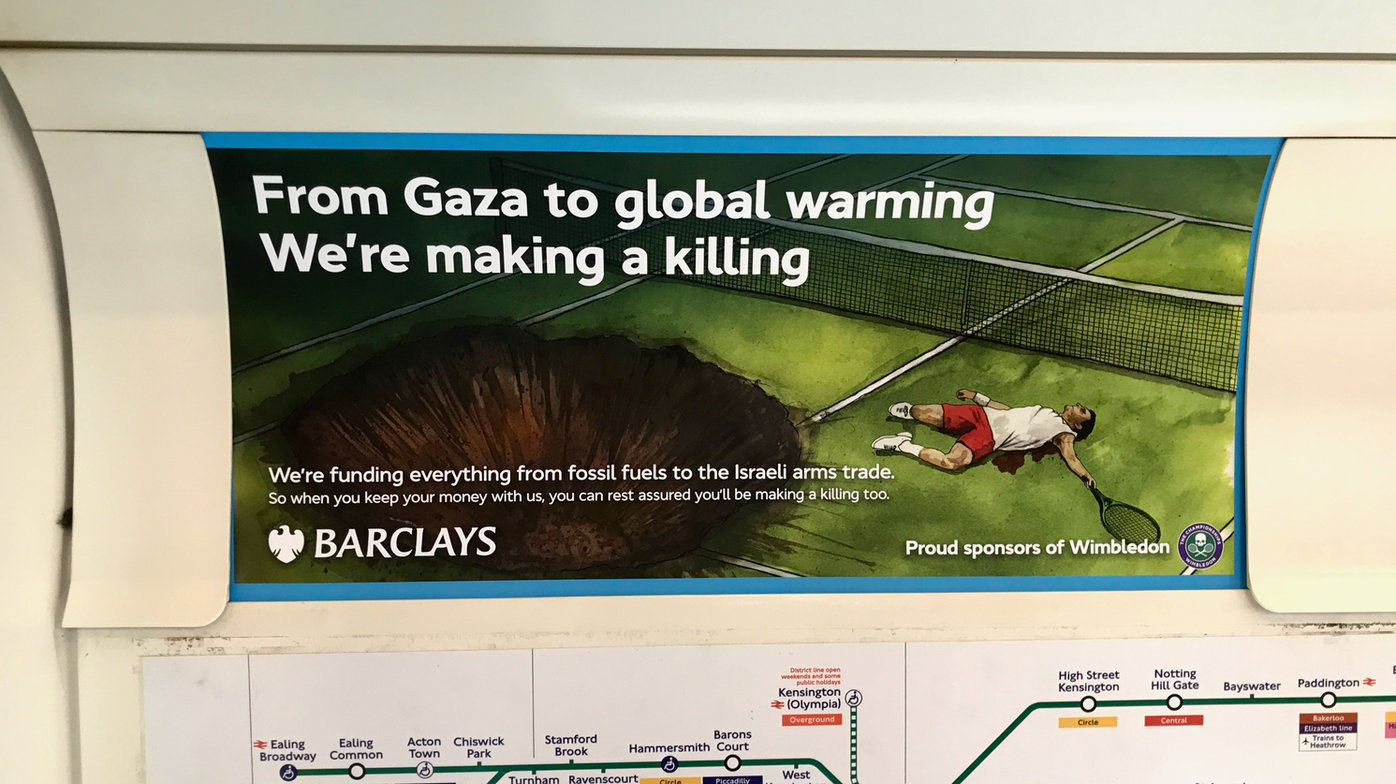 From Gaza to global warming
We're making a killing
We're funding everything from fossil fuels to the Israeli arms trade.
So when you keep your money with us, you can rest assured you'll be making a killing too.
BARCLAYS
Proud sponsors of Wimbledon
THE CHAMPIONSHIPS
WIMBLEDON
District line open
weekends and some
public holidays
Kensington
(Olympia)
Overground
High Street
Kensington
Circle
Notting
Hill Gate
Central
Bayswater
Paddington
Bakerloo
Elizabeth line
Trains to
Heathrow
Ealing
Broadway
Ealing
Common
Acton
Town
Chiswick
Park
Turnham
Stamford
Brook
Ravenscourt
Hammersmith
Circle
Barons
Court
Piccadilly
West